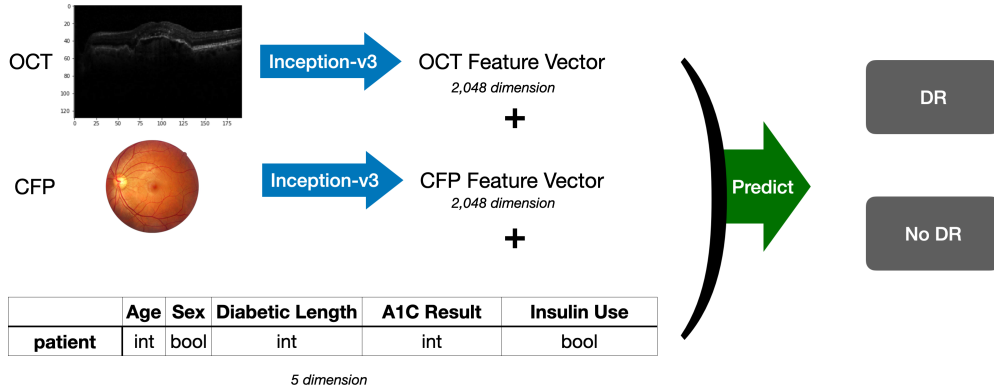 OCT
0
20
40
60
80
100
120
0 25 50 75 100 125 150 175
Inception-v3
OCT Feature Vector
2,048 dimension
+
CFP
Inception-v3
CFP Feature Vector
2,048 dimension
+
Age Sex Diabetic Length A1C Result Insulin Use
patient int bool int int bool
5 dimension
Predict
DR
No DR